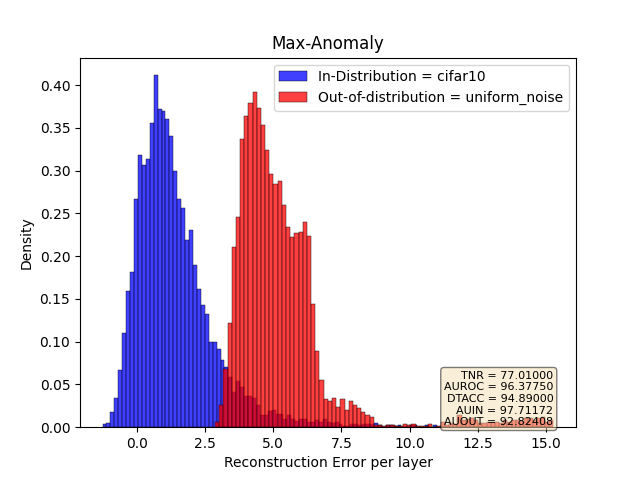 Max-Anomaly
In-Distribution = cifar10
Out-of-distribution = uniform_noise
Density
0.40
0.35
0.30
0.25
0.20
0.15
0.10
0.05
0.00
TNR = 77.01000
AUROC = 96.37750
DTACC = 94.89000
AUIN = 97.71172
AUOUT = 92.82408
0.0 2.5 5.0 7.5 10.0 12.5 15.0
Reconstruction Error per layer